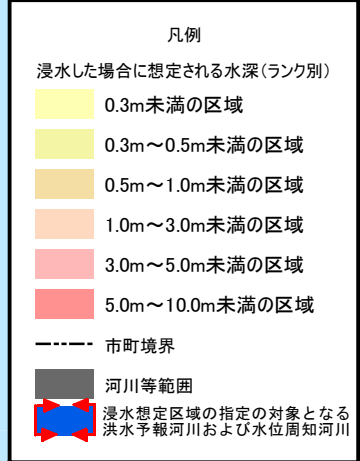 凡例
浸水した場合に想定される水深(ランク別)
0.3m未満の区域
0.3m～0.5m未満の区域
0.5m～1.0m未満の区域
1.0m～3.0m未満の区域
3.0m～5.0m未満の区域
5.0m～10.0m未満の区域
市町境界
河川等範囲
浸水想定区域の指定の対象となる
洪水予報河川および水位周知河川